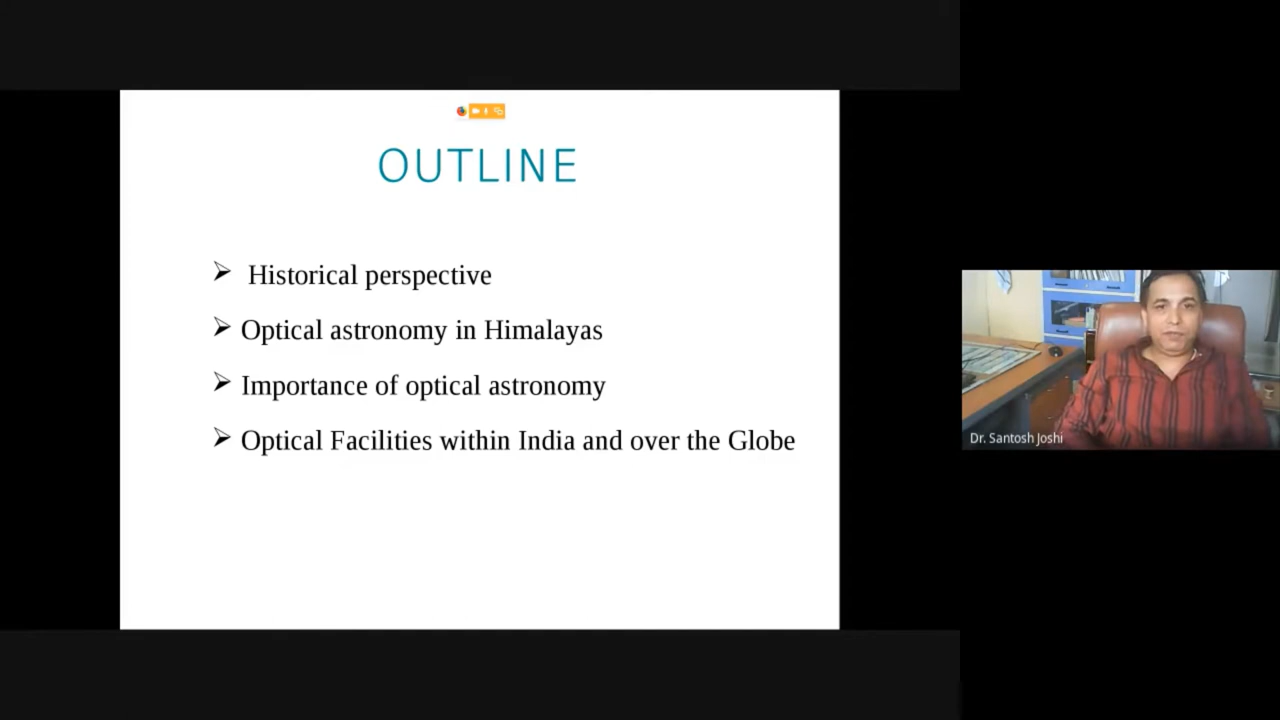 OUTLINE
➢ Historical perspective
➢ Optical astronomy in Himalayas
➢ Importance of optical astronomy
➢ Optical Facilities within India and over the Globe
Dr. Santosh Joshi